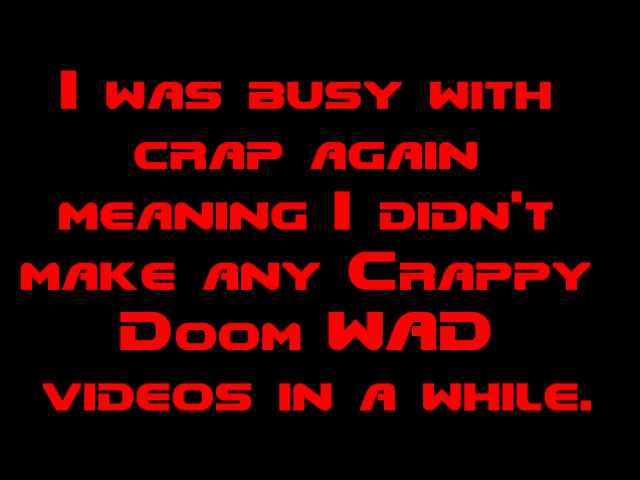 I was busy with
crap again
meaning I didn't
make any Crappy
Doom WAD
videos in a while.